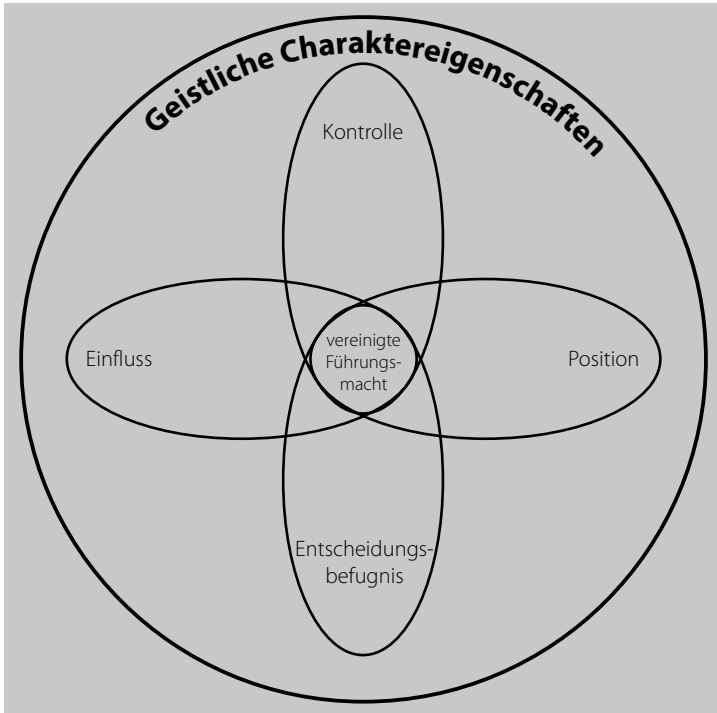 Geistliche Charaktereigenschaften
Kontrolle
Einfluss
vereinigte
Führungs-
macht
Position
Entscheidungs-
befugnis